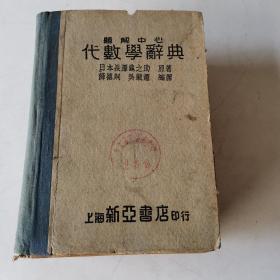 題解中心
代數學辭典
日本長澤龜之助 原著
薛德炯 吳載耀 編譯
上海新亞書店印行